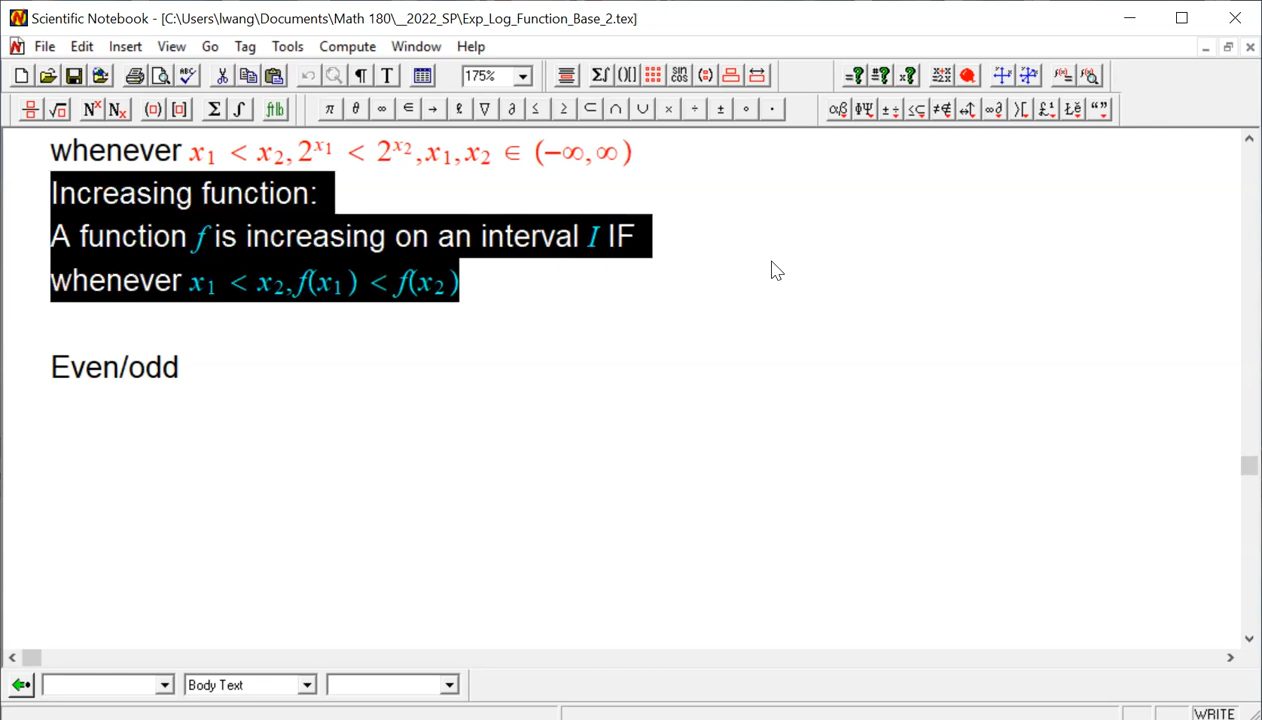 Scientific Notebook - [C:\Users\lwang\Documents\Math 180\__2022_SP\Exp_Log_Function_Base_2.tex]
File Edit Insert View Go Tag Tools Compute Window Help
175%
whenever x₁ < x₂, 2^{x₁} < 2^{x₂}, x₁, x₂ ∈ (−∞, ∞)
Increasing function:
A function f is increasing on an interval I IF
whenever x₁ < x₂, f(x₁) < f(x₂)
Even/odd
Body Text
WRITE